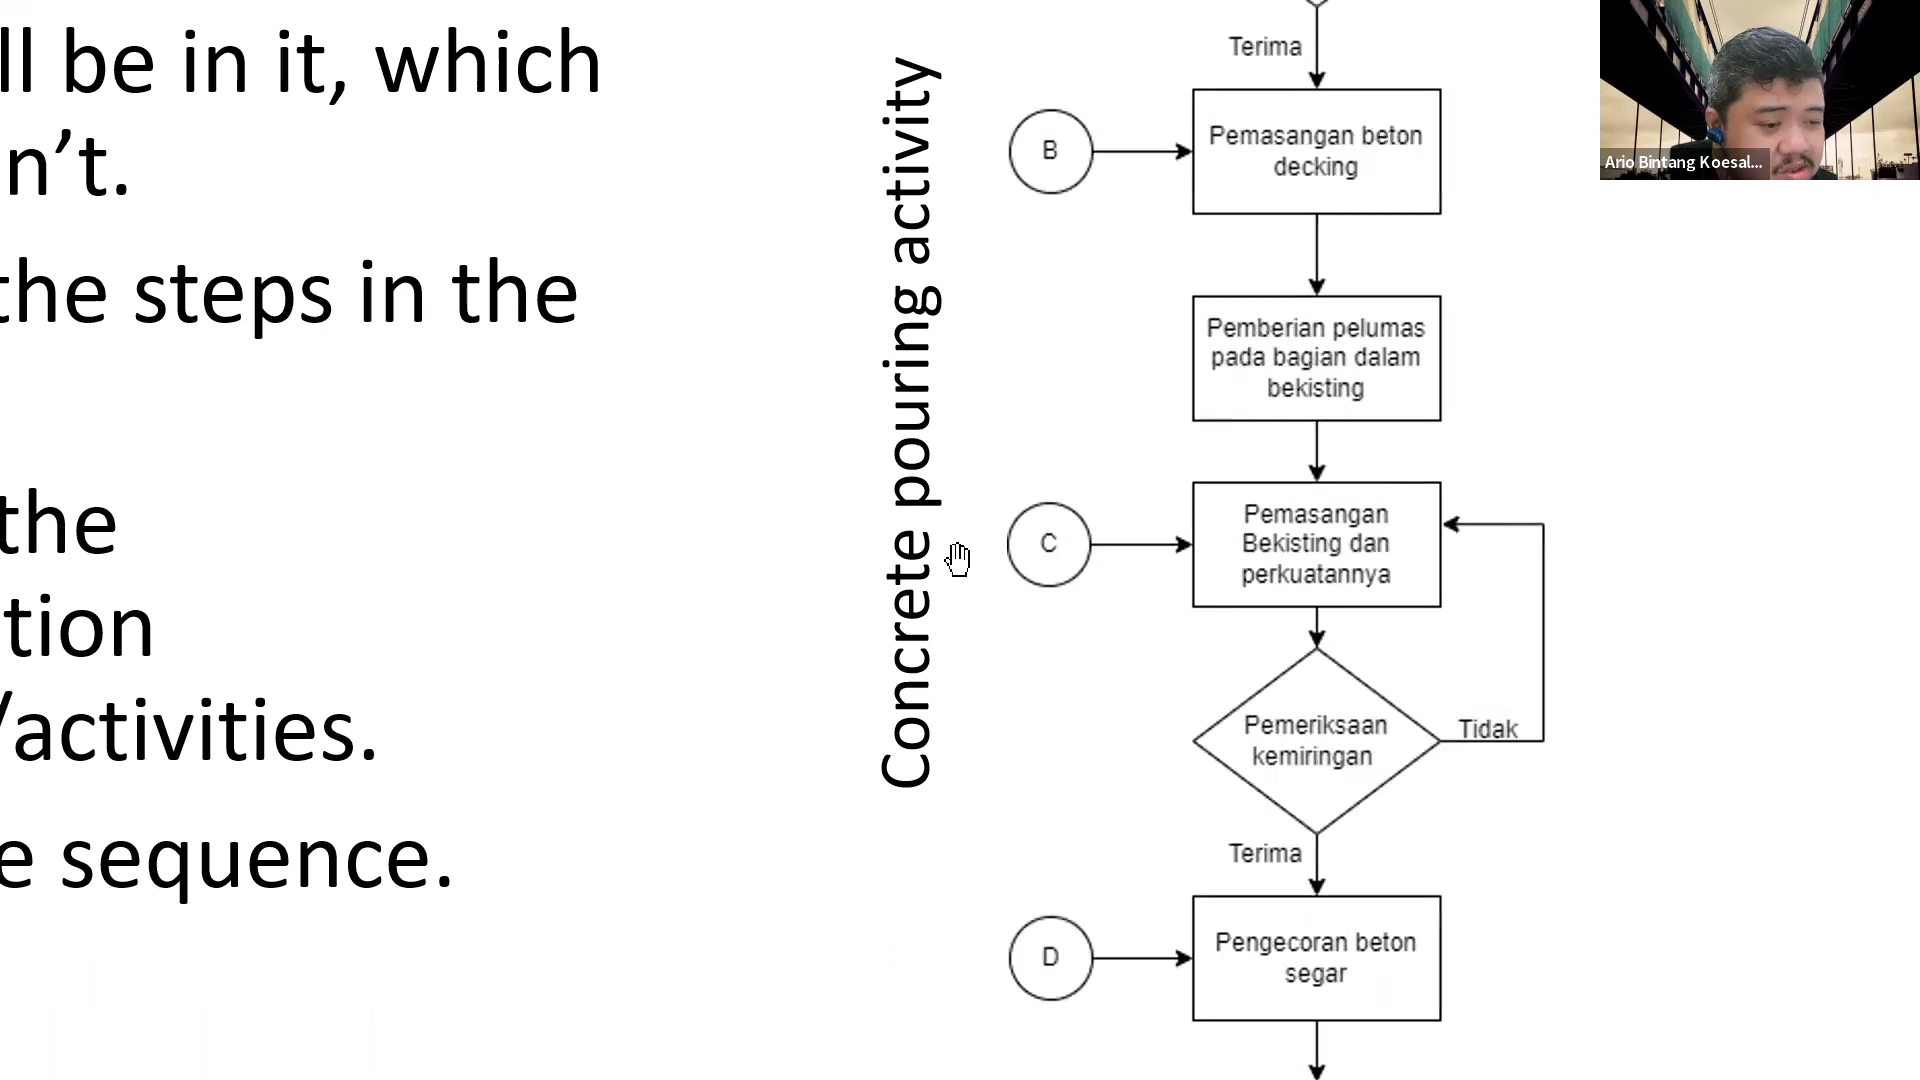 ll be in it, which
n’t.
the steps in the
the
tion
/activities.
e sequence.
Concrete pouring activity
Terima
B
Pemasangan beton
decking
Pemberian pelumas
pada bagian dalam
bekisting
C
Pemasangan
Bekisting dan
perkuatannya
Pemeriksaan
kemiringan
Tidak
Terima
D
Pengecoran beton
segar
Ario Bintang Koesal...